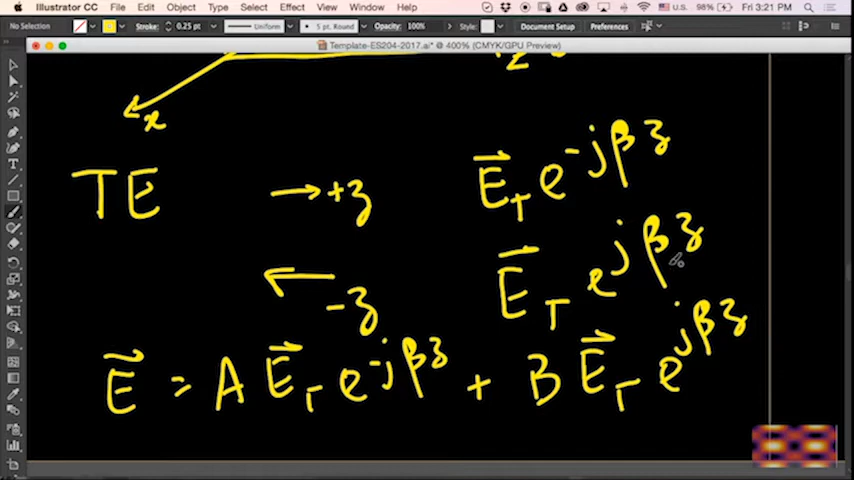 Illustrator CC File Edit Object Type Select Effect View Window Help 98% U.S. Fri 3:21 PM
No Selection Stroke: 0.25 pt Uniform 5 pt. Round Opacity: 100% Style: Document Setup Preferences
Template-ES204-2017.ai* @ 400% (CMYK/GPU Preview)
x
TE → +z E⃗_T e^{-jβz}
← -z E⃗_T e^{jβz}
E⃗ = A E⃗_T e^{-jβz} + B E⃗_T e^{jβz}